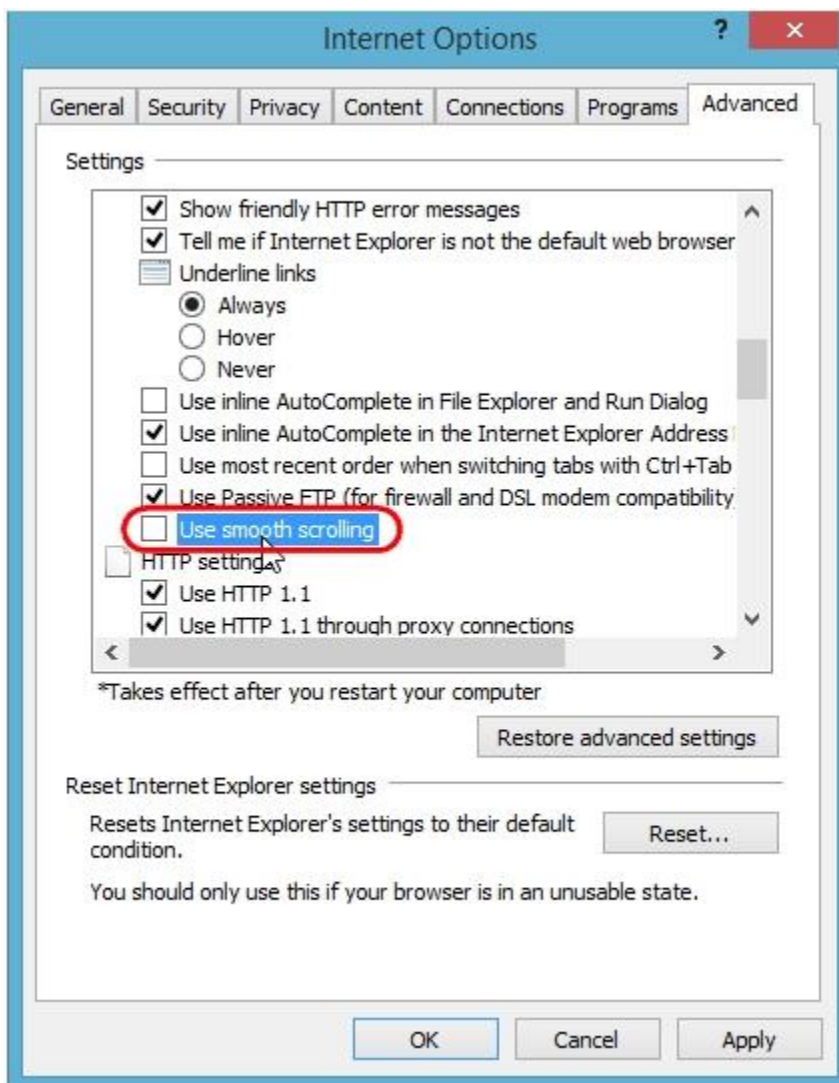 Internet Options
?
×
General Security Privacy Content Connections Programs Advanced
Settings
Show friendly HTTP error messages
Tell me if Internet Explorer is not the default web browser
Underline links
Always
Hover
Never
Use inline AutoComplete in File Explorer and Run Dialog
Use inline AutoComplete in the Internet Explorer Address
Use most recent order when switching tabs with Ctrl+Tab
Use Passive FTP (for firewall and DSL modem compatibility
Use smooth scrolling
HTTP settings
Use HTTP 1.1
Use HTTP 1.1 through proxy connections
*Takes effect after you restart your computer
Restore advanced settings
Reset Internet Explorer settings
Resets Internet Explorer's settings to their default
condition.
Reset...
You should only use this if your browser is in an unusable state.
OK Cancel Apply